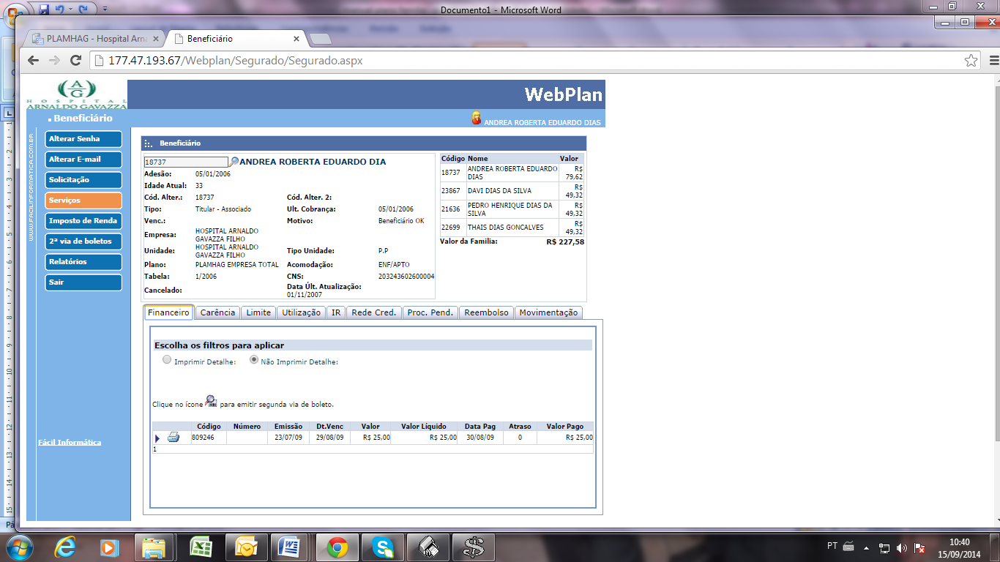 Documento1 - Microsoft Word
PLAMHAG - Hospital Arna
Beneficiário
177.47.193.67/Webplan/Segurado/Segurado.aspx
HOSPITAL
ARNALDO GAVAZZA
WebPlan
Beneficiário
ANDREA ROBERTA EDUARDO DIAS
WWW.FACILINFORMATICA.COM.BR
Alterar Senha
Alterar E-mail
Solicitação
Serviços
Imposto de Renda
2ª via de boletos
Relatórios
Sair
Fácil Informática
Beneficiário
18737 ANDREA ROBERTA EDUARDO DIA
Adesão: 05/01/2006
Idade Atual: 33
Cód. Alter.: 18737 Cód. Alter. 2:
Tipo: Titular - Associado Ult. Cobrança: 05/01/2006
Venc.: Motivo: Beneficiário OK
Empresa: HOSPITAL ARNALDO
GAVAZZA FILHO
Unidade: HOSPITAL ARNALDO
GAVAZZA FILHO Tipo Unidade: P.P
Plano: PLAMHAG EMPRESA TOTAL Acomodação: ENF/APTO
Tabela: 1/2006 CNS: 203243602600004
Cancelado: Data Últ. Atualização:
01/11/2007
Código Nome Valor
18737 ANDREA ROBERTA EDUARDO DIAS R$ 79,62
23867 DAVI DIAS DA SILVA R$ 49,32
21636 PEDRO HENRIQUE DIAS DA SILVA R$ 49,32
22699 THAIS DIAS GONCALVES R$ 49,32
Valor da Familia: R$ 227,58
Financeiro Carência Limite Utilização IR Rede Cred. Proc. Pend. Reembolso Movimentação
Escolha os filtros para aplicar
Imprimir Detalhe: Não Imprimir Detalhe:
Clique no ícone para emitir segunda via de boleto.
Código Número Emissão Dt.Venc Valor Valor Líquido Data Pag Atraso Valor Pago
809246 23/07/09 29/08/09 R$ 25,00 R$ 25,00 30/08/09 0 R$ 25,00
1
PT
10:40
15/09/2014